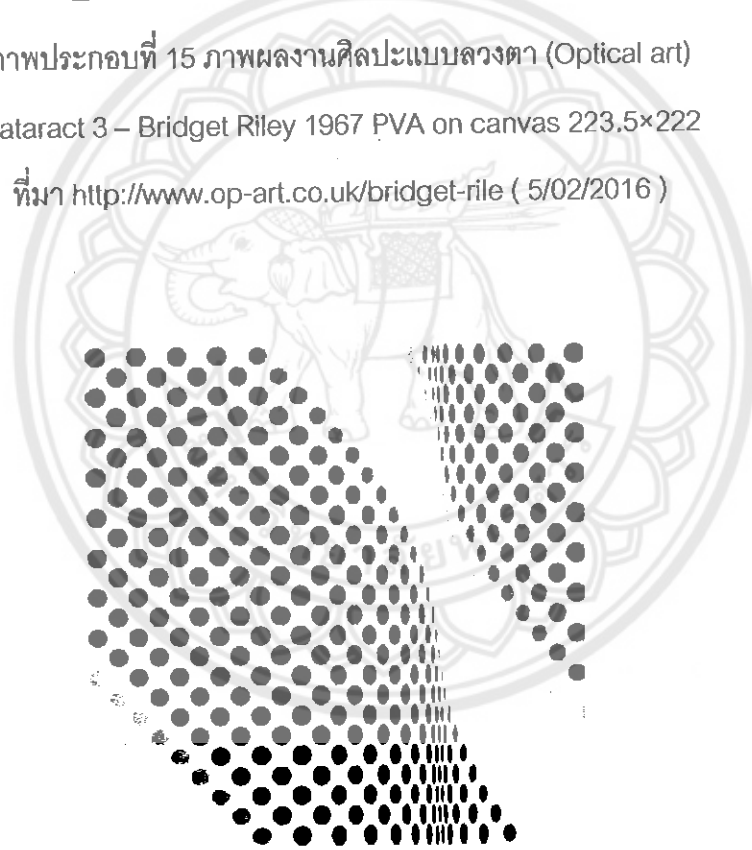 าพประกอบที่ 15 ภาพผลงานศิลปะแบบลวงตา (Optical art)
ataract 3 – Bridget Riley 1967 PVA on canvas 223.5×222
ที่มา http://www.op-art.co.uk/bridget-rile ( 5/02/2016 )